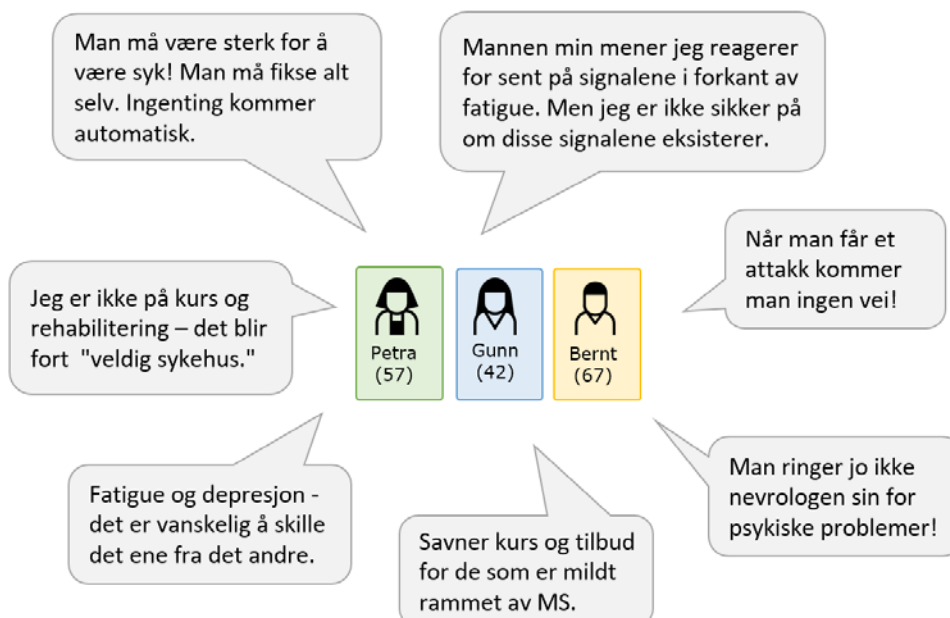 Man må være sterk for å
være syk! Man må fikse alt
selv. Ingenting kommer
automatisk.
Mannen min mener jeg reagerer
for sent på signalene i forkant av
fatigue. Men jeg er ikke sikker på
om disse signalene eksisterer.
Når man får et
attakk kommer
man ingen vei!
Jeg er ikke på kurs og
rehabilitering – det blir
fort "veldig sykehus."
Petra
(57)
Gunn
(42)
Bernt
(67)
Fatigue og depresjon -
det er vanskelig å skille
det ene fra det andre.
Savner kurs og tilbud
for de som er mildt
rammet av MS.
Man ringer jo ikke
nevrologen sin for
psykiske problemer!